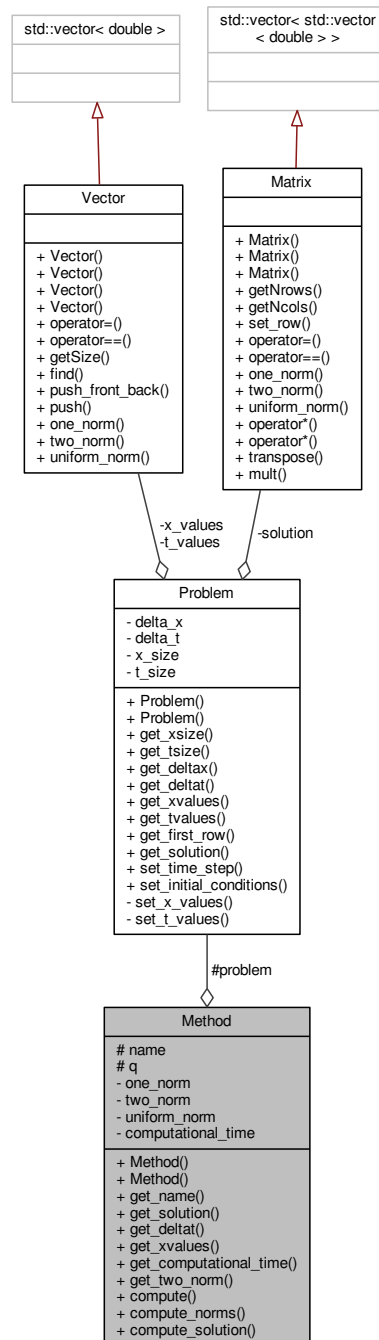 std::vector< double >
std::vector< std::vector
< double > >
Vector
+ Vector()
+ Vector()
+ Vector()
+ Vector()
+ operator=()
+ operator==()
+ getSize()
+ find()
+ push_front_back()
+ push()
+ one_norm()
+ two_norm()
+ uniform_norm()
Matrix
+ Matrix()
+ Matrix()
+ Matrix()
+ getNrows()
+ getNcols()
+ set_row()
+ operator=()
+ operator==()
+ one_norm()
+ two_norm()
+ uniform_norm()
+ operator*()
+ operator*()
+ transpose()
+ mult()
-x_values
-t_values
-solution
Problem
- delta_x
- delta_t
- x_size
- t_size
+ Problem()
+ Problem()
+ get_xsize()
+ get_tsize()
+ get_deltax()
+ get_deltat()
+ get_xvalues()
+ get_tvalues()
+ get_first_row()
+ get_solution()
+ set_time_step()
+ set_initial_conditions()
- set_x_values()
- set_t_values()
#problem
Method
# name
# q
- one_norm
- two_norm
- uniform_norm
- computational_time
+ Method()
+ Method()
+ get_name()
+ get_solution()
+ get_deltat()
+ get_xvalues()
+ get_computational_time()
+ get_two_norm()
+ compute()
+ compute_norms()
+ compute_solution()